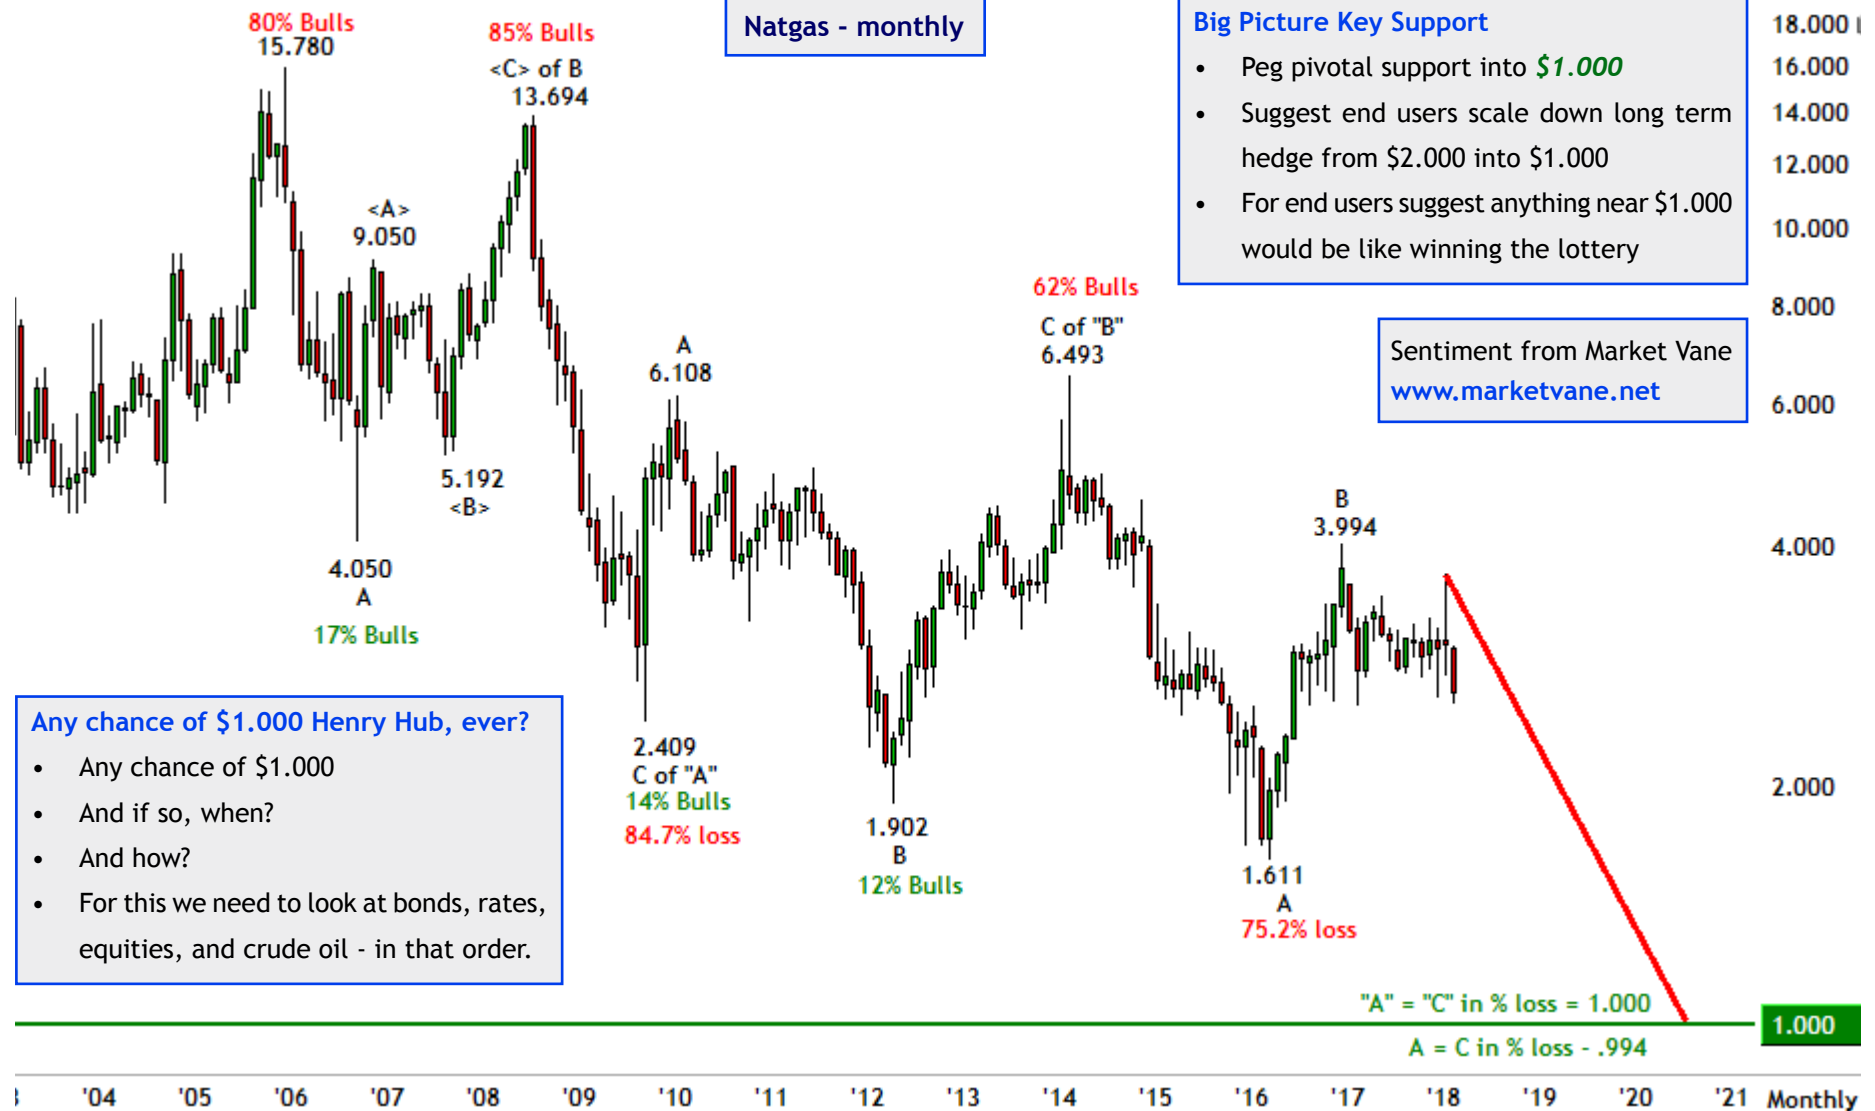 80% Bulls
15.780
85% Bulls
<C> of B
13.694
Natgas - monthly
Big Picture Key Support
• Peg pivotal support into $1.000
• Suggest end users scale down long term
hedge from $2.000 into $1.000
• For end users suggest anything near $1.000
would be like winning the lottery
18.000
16.000
14.000
12.000
10.000
8.000
6.000
4.000
2.000
1.000
<A>
9.050
62% Bulls
C of "B"
6.493
Sentiment from Market Vane
www.marketvane.net
A
6.108
5.192
<B>
B
3.994
4.050
A
17% Bulls
Any chance of $1.000 Henry Hub, ever?
• Any chance of $1.000
• And if so, when?
• And how?
• For this we need to look at bonds, rates,
equities, and crude oil - in that order.
2.409
C of "A"
14% Bulls
84.7% loss
1.902
B
12% Bulls
1.611
A
75.2% loss
"A" = "C" in % loss = 1.000
A = C in % loss - .994
'04 '05 '06 '07 '08 '09 '10 '11 '12 '13 '14 '15 '16 '17 '18 '19 '20 '21 Monthly